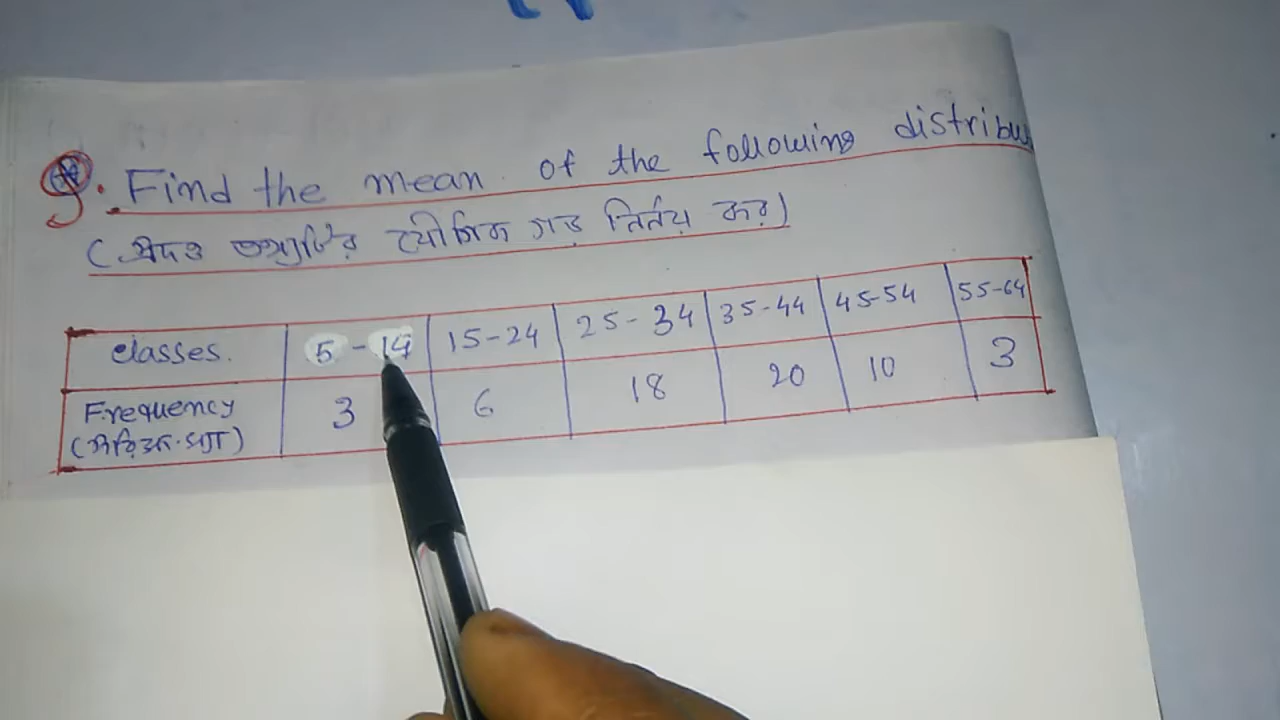 Q. Find the mean of the following distribu
(প্রদত্ত তথ্যটির যৌগিক গড় নির্ণয় কর)
classes. 5-14 15-24 25-34 35-44 45-54 55-64
Frequency 3 6 18 20 10 3